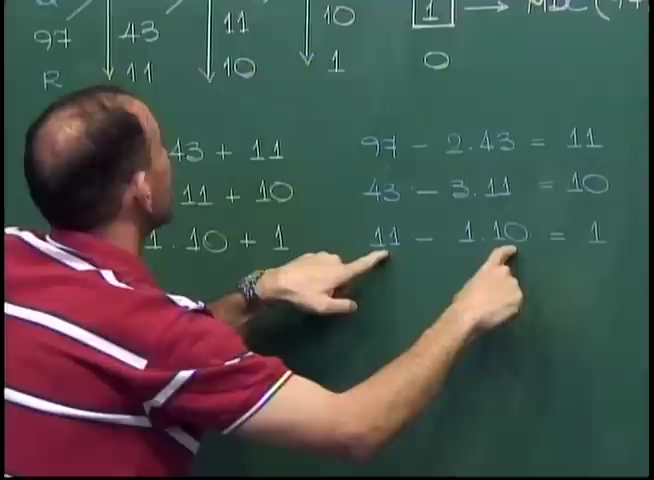 11 10 1 → MDC (
97 43
R 11 10 1 0
43 + 11 97 - 2.43 = 11
11 + 10 43 - 3.11 = 10
1.10 + 1 11 - 1.10 = 1